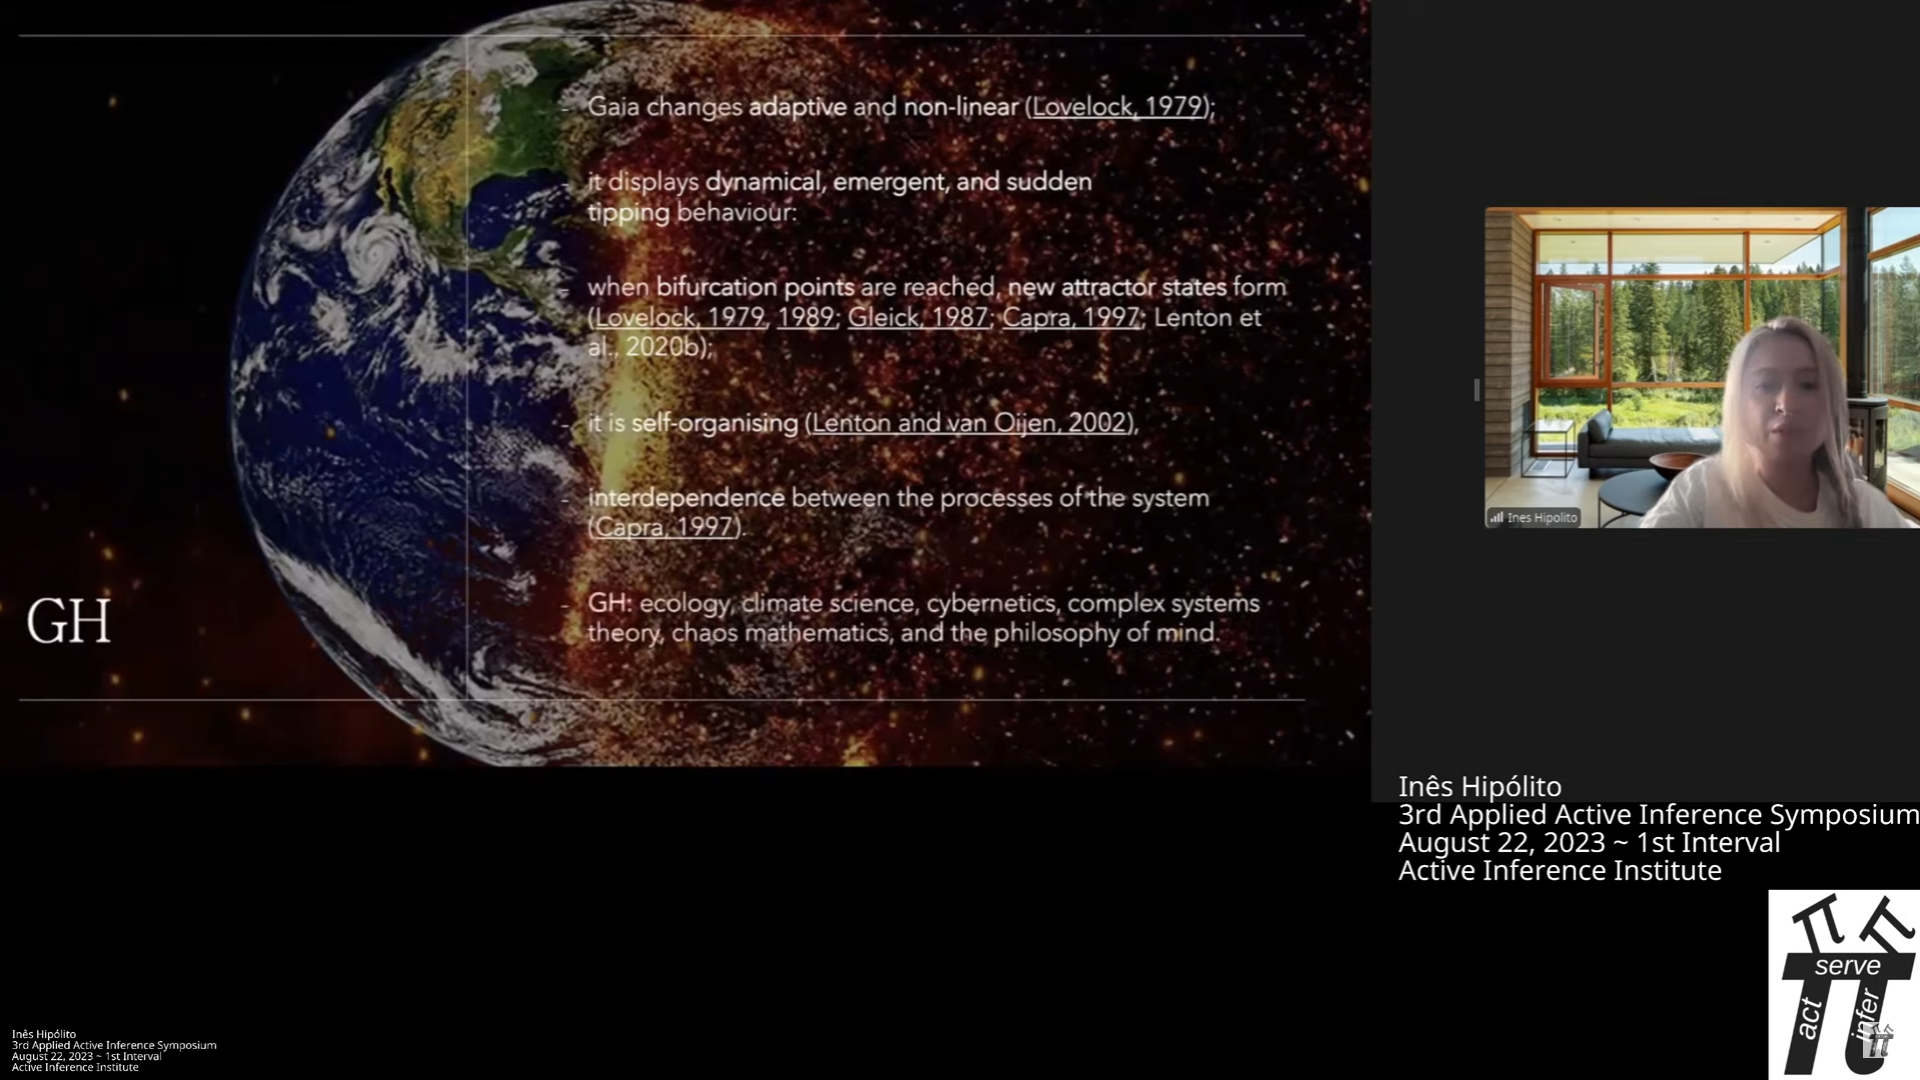 - Gaia changes adaptive and non-linear (Lovelock, 1979);
- it displays dynamical, emergent, and sudden
tipping behaviour:
- when bifurcation points are reached, new attractor states form
(Lovelock, 1979, 1989; Gleick, 1987; Capra, 1997; Lenton et
al., 2020b);
- it is self-organising (Lenton and van Oijen, 2002),
- interdependence between the processes of the system
(Capra, 1997).
- GH: ecology, climate science, cybernetics, complex systems
theory, chaos mathematics, and the philosophy of mind.
GH
Ines Hipolito
Inês Hipólito
3rd Applied Active Inference Symposium
August 22, 2023 ~ 1st Interval
Active Inference Institute
serve
act
infer
Inês Hipólito
3rd Applied Active Inference Symposium
August 22, 2023 ~ 1st Interval
Active Inference Institute